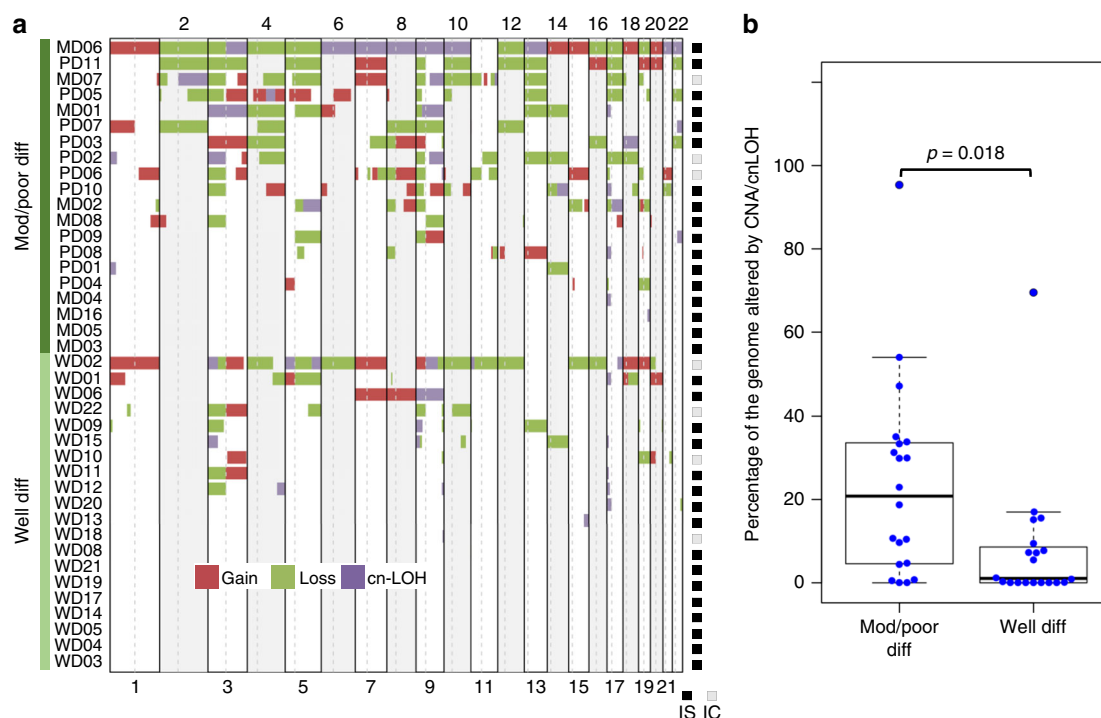 a
2 4 6 8 10 12 14 16 18 20 22
Mod/poor diff
MD06
PD11
MD07
PD05
MD01
PD07
PD03
PD02
PD06
PD10
MD02
MD08
PD09
PD08
PD01
PD04
MD04
MD16
MD05
MD03
Well diff
WD02
WD01
WD06
WD22
WD09
WD15
WD10
WD11
WD12
WD20
WD13
WD18
WD08
WD21
WD19
WD17
WD14
WD05
WD04
WD03
Gain Loss cn-LOH
1 3 5 7 9 11 13 15 17 19 21
IS IC
b
Percentage of the genome altered by CNA/cnLOH
100
80
60
40
20
0
p = 0.018
Mod/poor
diff
Well diff